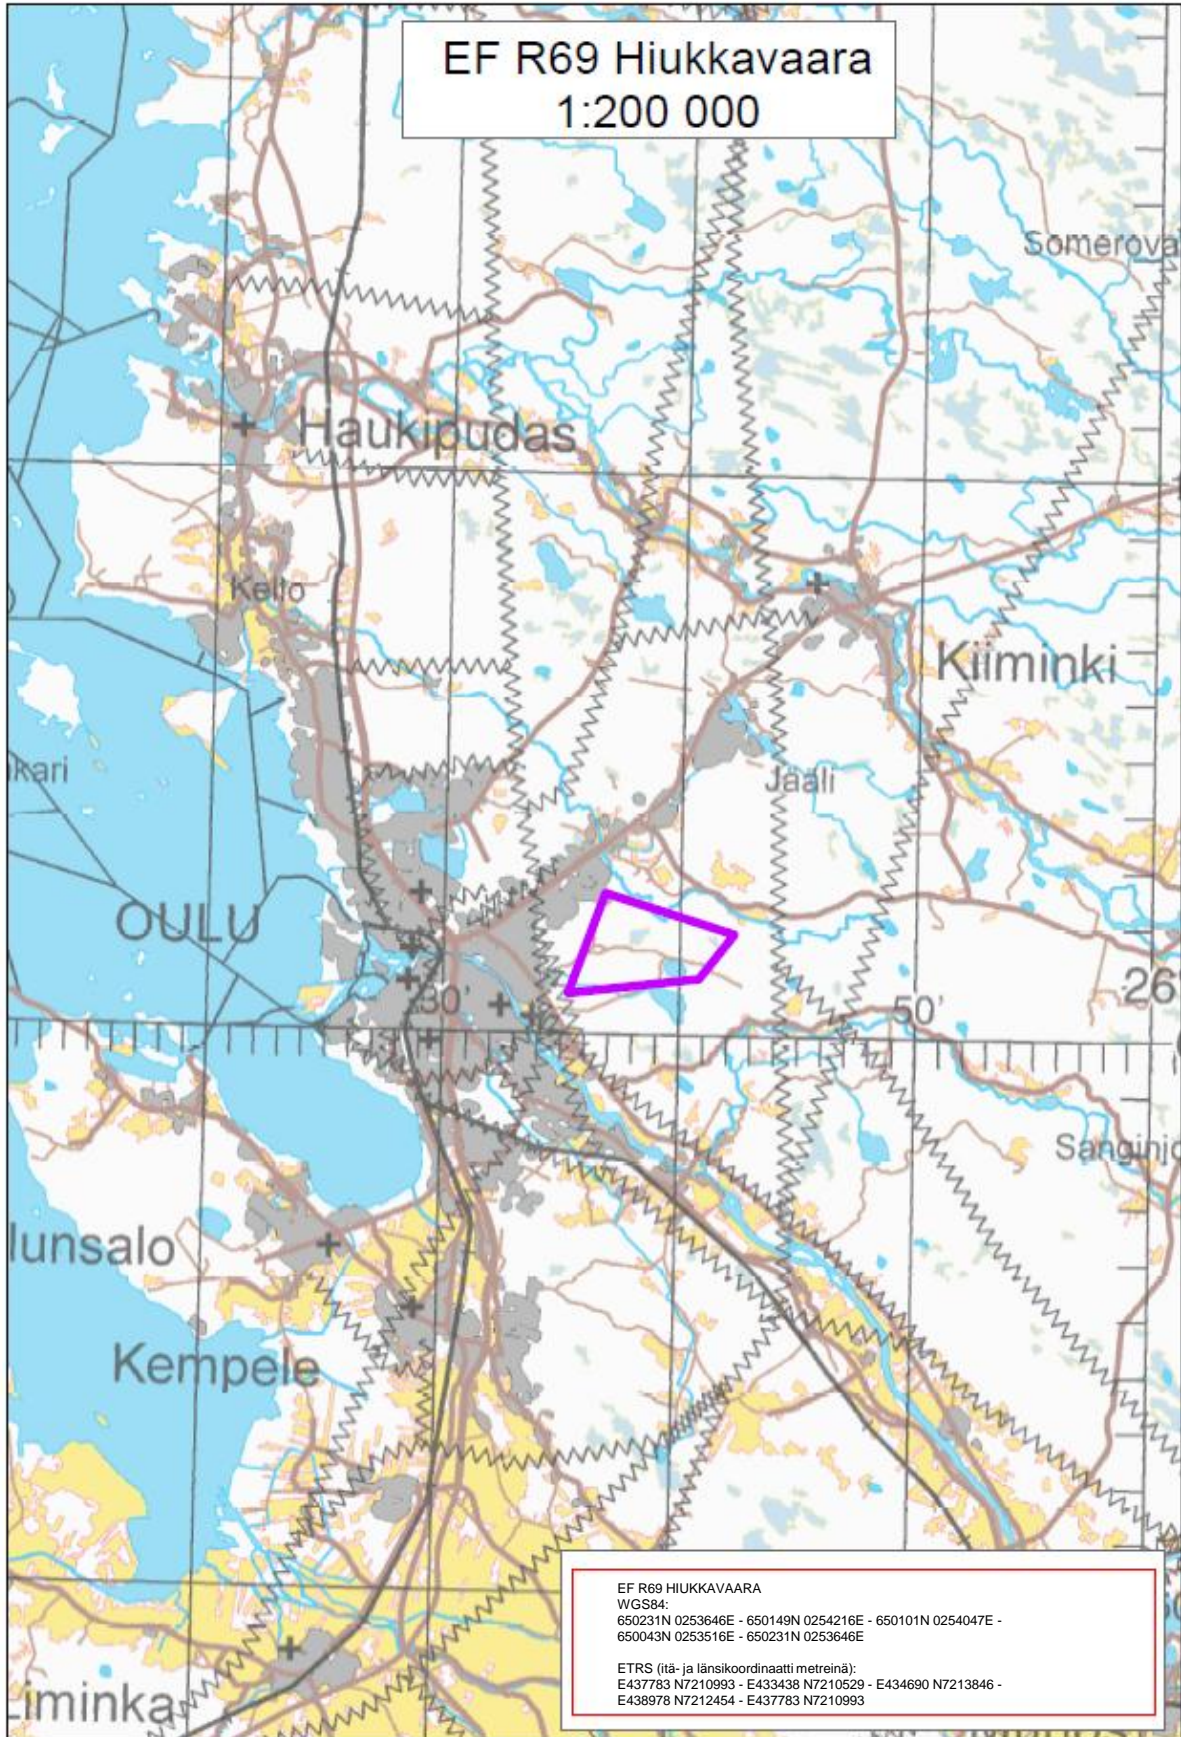 EF R69 Hiukkavaara
1:200 000
Somerova
Haukipudas
Kello
Kiiminki
kari
Jääli
OULU
26°
30'
50'
Sanginjo
lunsalo
Kempele
Liminka
EF R69 HIUKKAVAARA
WGS84:
650231N 0253646E - 650149N 0254216E - 650101N 0254047E -
650043N 0253516E - 650231N 0253646E
ETRS (itä- ja länsikoordinaatti metreinä):
E437783 N7210993 - E433438 N7210529 - E434690 N7213846 -
E438978 N7212454 - E437783 N7210993